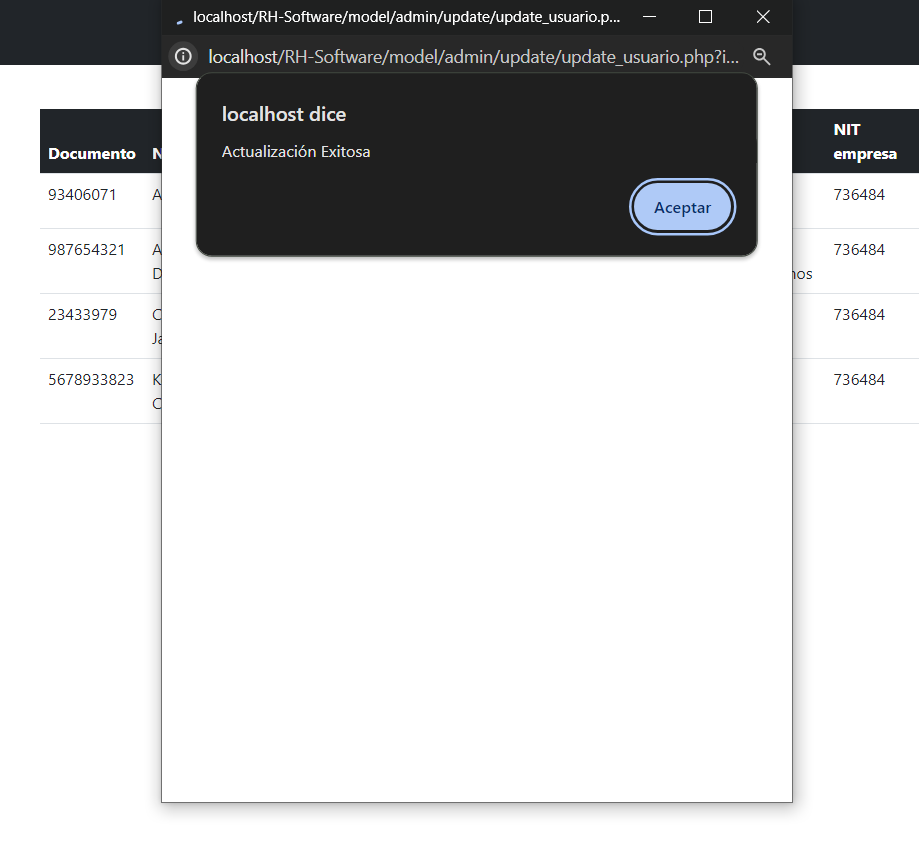 localhost/RH-Software/model/admin/update/update_usuario.p...
localhost/RH-Software/model/admin/update/update_usuario.php?i...
localhost dice
Actualización Exitosa
Aceptar
Documento N NIT empresa
93406071 A 736484
987654321 A 736484
D nos
23433979 C 736484
Ja
5678933823 K 736484
C